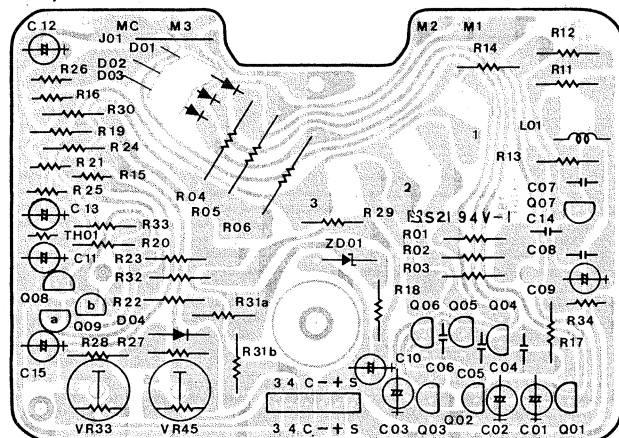 C12 MC M3 M2 M1 R12
J01
D01 R14
D02 R11
D03
R26
R16
R30
1 L01
R19
R24
R13
R21
R15
C07
R25
R04
R05
R06
3
2
R29
Q07
C13
R33
ES21 94V-1
C14
TH01
R20
R01
C11
R23
ZD01
R02
C08
R32
R03
Q08
R22
R31a
R18
Q06 Q05 Q04
C09
b
a
Q09
D04
R34
R28
R27
R31b
C10
C06
C05
C04
R17
C15
3 4 C - + S
VR33 VR45
3 4 C - + S
C03 Q03 Q02 C02 C01 Q01